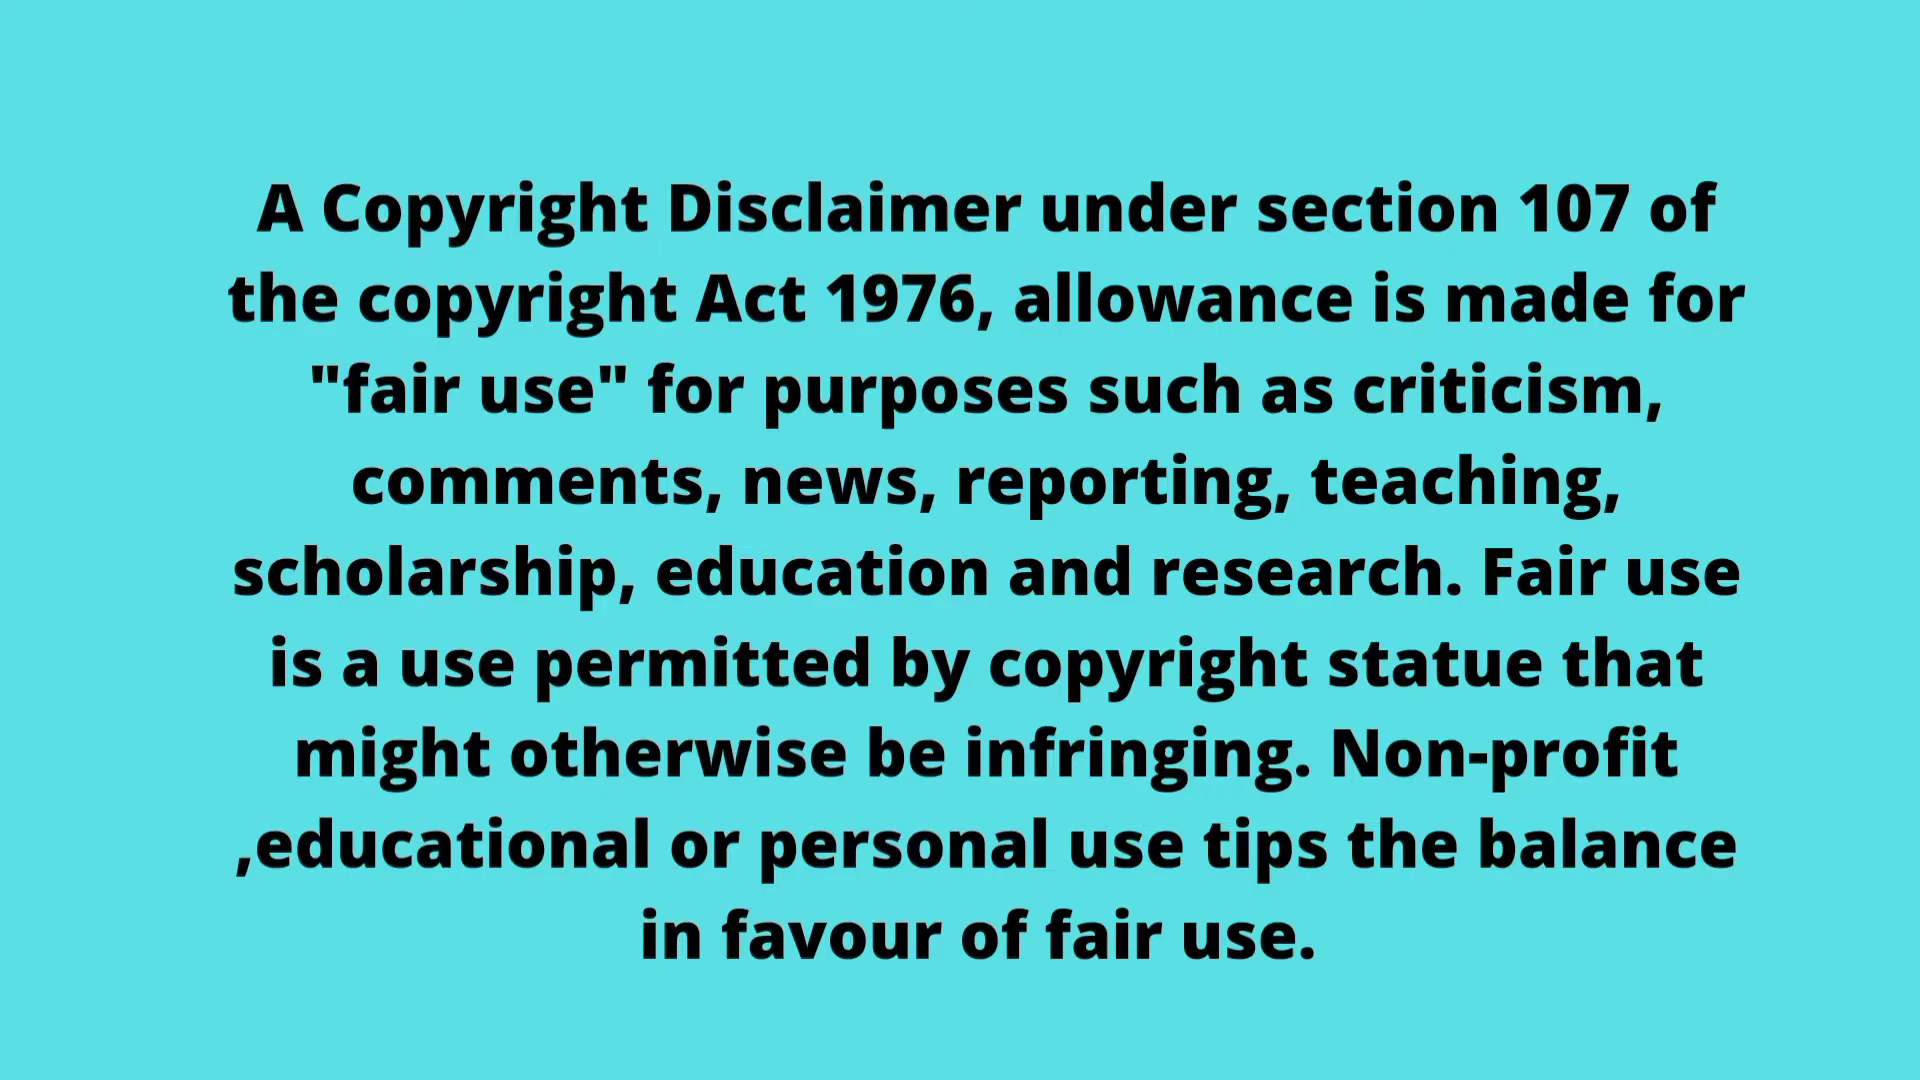 A Copyright Disclaimer under section 107 of
the copyright Act 1976, allowance is made for
"fair use" for purposes such as criticism,
comments, news, reporting, teaching,
scholarship, education and research. Fair use
is a use permitted by copyright statue that
might otherwise be infringing. Non-profit
,educational or personal use tips the balance
in favour of fair use.